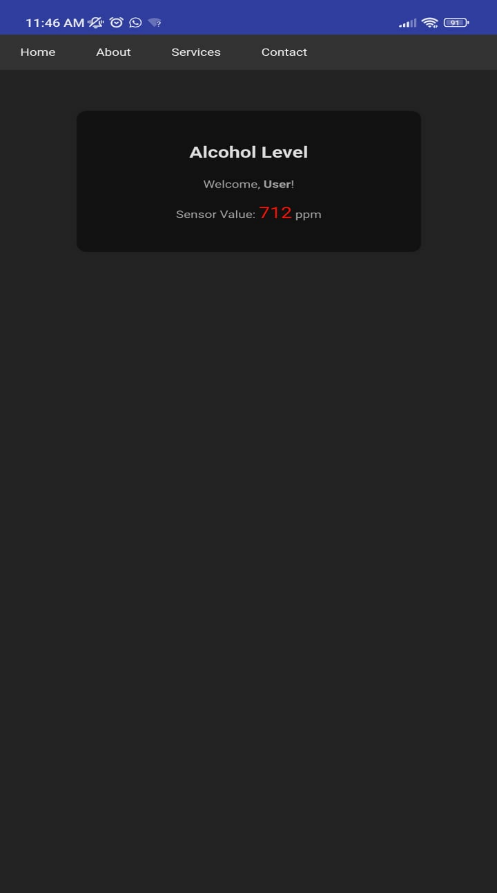 11:46 AM
91
Home About Services Contact
Alcohol Level
Welcome, User!
Sensor Value: 712 ppm